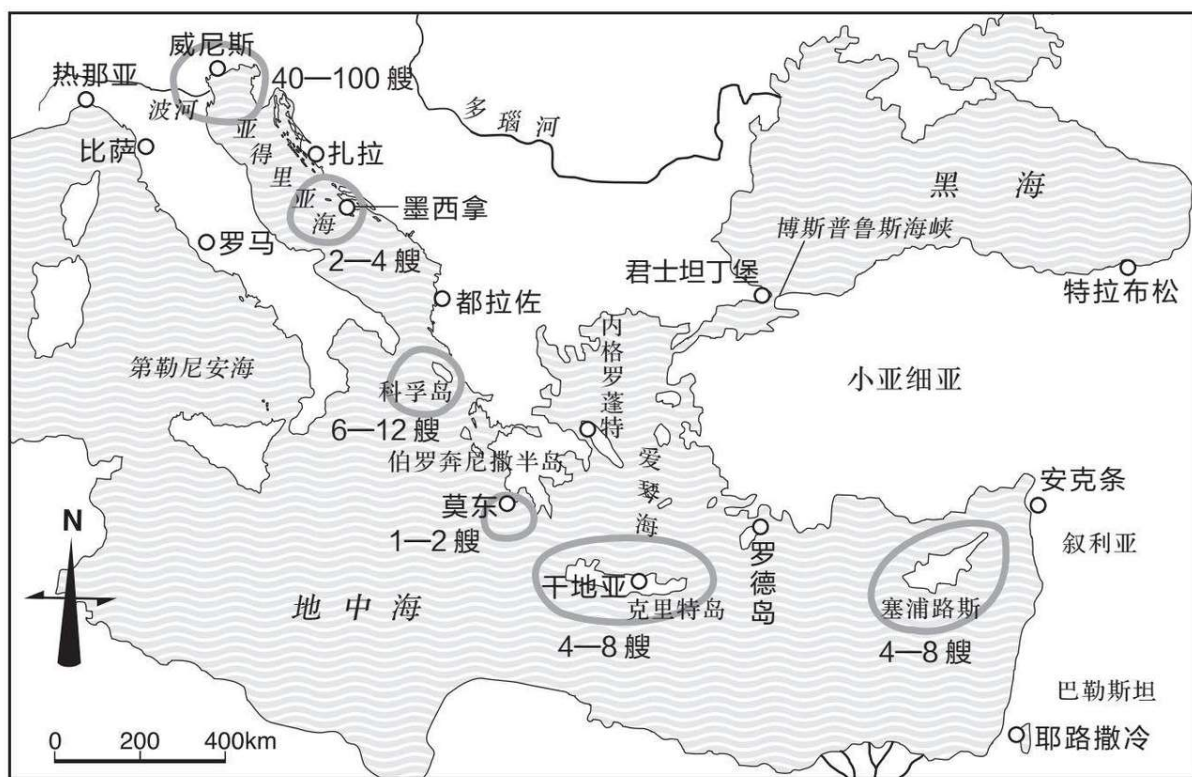 威尼斯
热那亚
40—100 艘
波河
多瑙河
亚得里亚海
比萨
扎拉
黑海
墨西拿
博斯普鲁斯海峡
罗马
2—4 艘
君士坦丁堡
都拉佐
特拉布松
内格罗蓬特
第勒尼安海
科孚岛
小亚细亚
6—12 艘
伯罗奔尼撒半岛
爱琴海
安克条
莫东
N
1—2 艘
罗德岛
叙利亚
干地亚
克里特岛
塞浦路斯
地中海
4—8 艘
4—8 艘
巴勒斯坦
耶路撒冷
0 200 400km